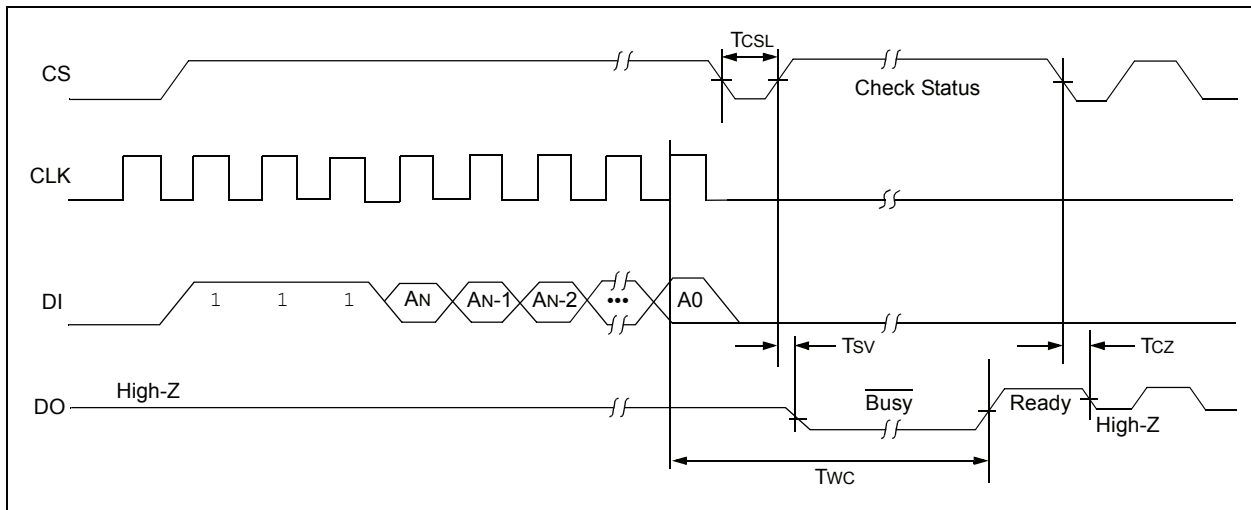 TCSL
CS
Check Status
CLK
DI
1 1 1 AN AN-1 AN-2 ••• A0
TSV
TCZ
High-Z
DO
Busy
Ready
High-Z
TWC